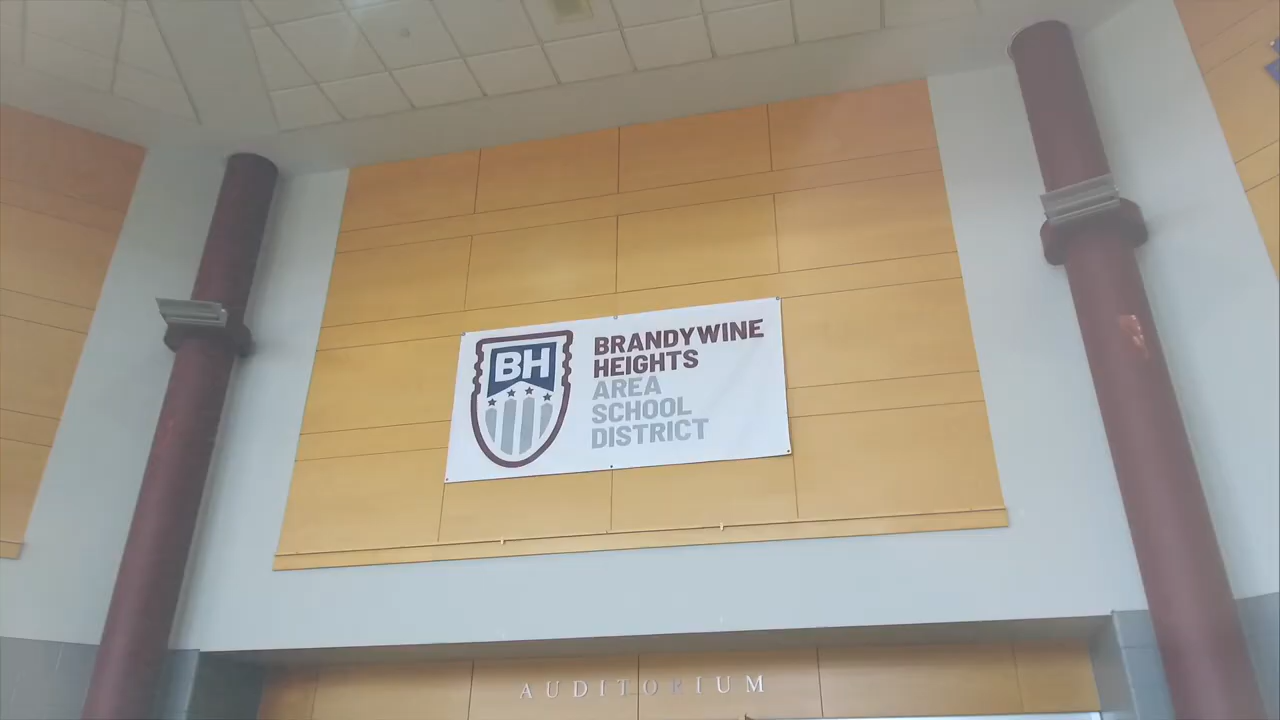 BH
BRANDYWINE
HEIGHTS
AREA
SCHOOL
DISTRICT
AUDITORIUM